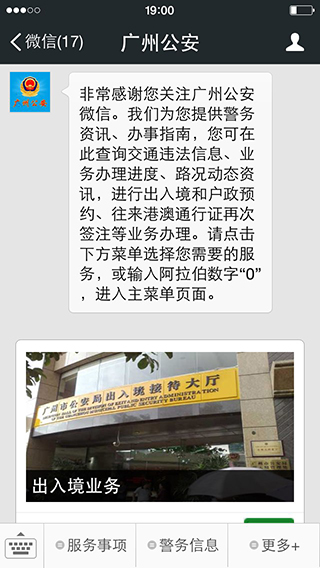 19:00
微信(17)
广州公安
广州公安
非常感谢您关注广州公安
微信。我们为您提供警务
资讯、办事指南，您可在
此查询交通违法信息、业
务办理进度、路况动态资
讯，进行出入境和户政预
约、往来港澳通行证再次
签注等业务办理。请点击
下方菜单选择您需要的服
务，或输入阿拉伯数字“0”
，进入主菜单页面。
广州市公安局出入境接待大厅
出入境业务
服务事项
警务信息
更多+